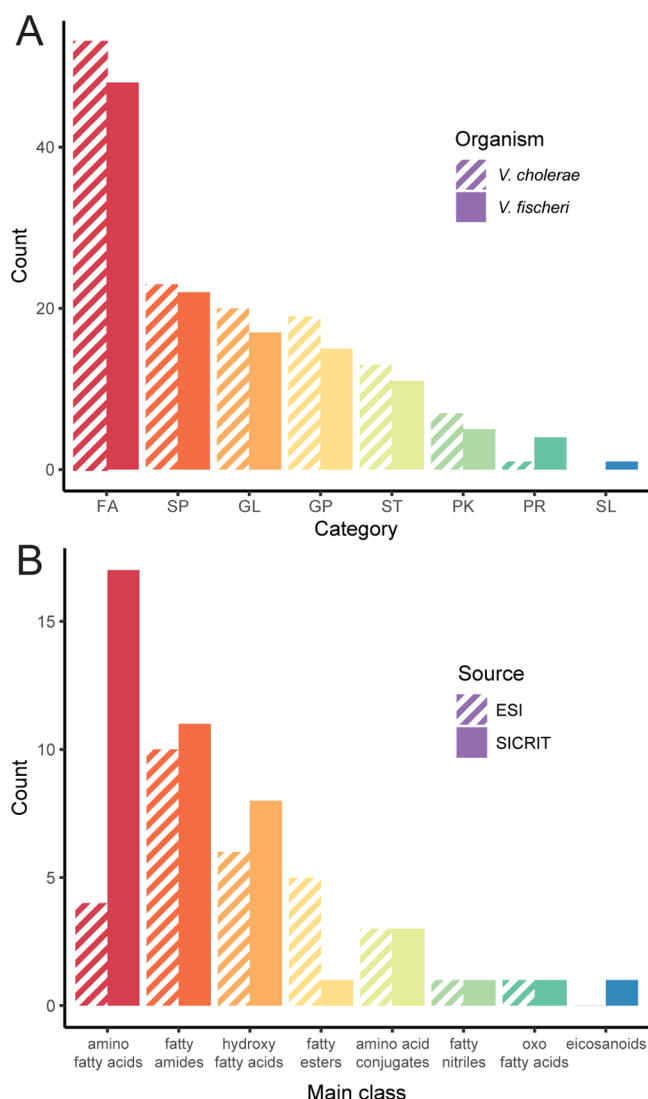 A
Count
40
20
0
Organism
V. cholerae
V. fischeri
FA SP GL GP ST PK PR SL
Category
B
Count
15
10
5
0
Source
ESI
SICRIT
amino fatty hydroxy fatty amino acid fatty oxo eicosanoids
fatty acids amides fatty acids esters conjugates nitriles fatty acids
Main class